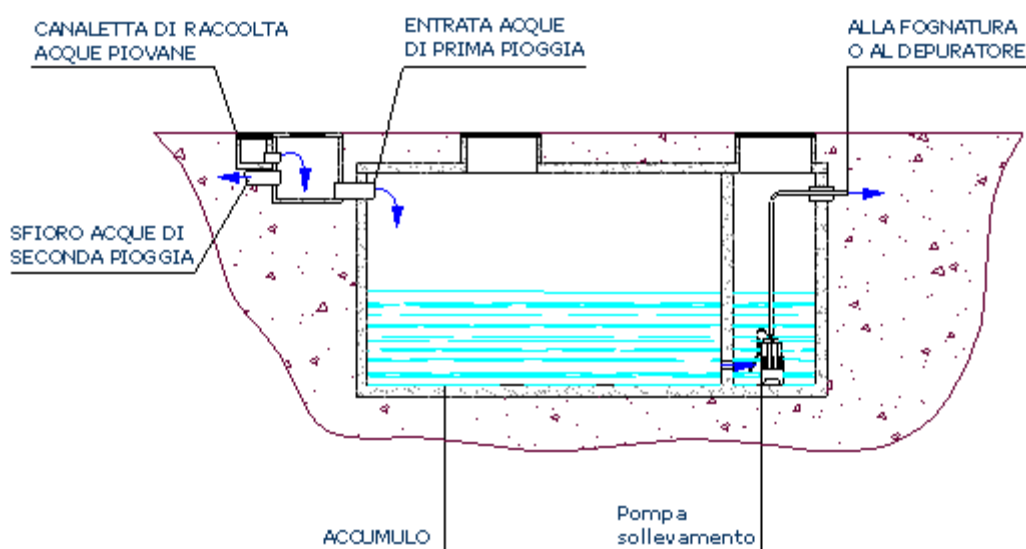 CANALETTA DI RACCOLTA
ACQUE PIOVANE
ENTRATA ACQUE
DI PRIMA PIOGGIA
ALLA FOGNATURA
O AL DEPURATORE
SFIORO ACQUE DI
SECONDA PIOGGIA
ACCUMULO
Pompa
sollevamento